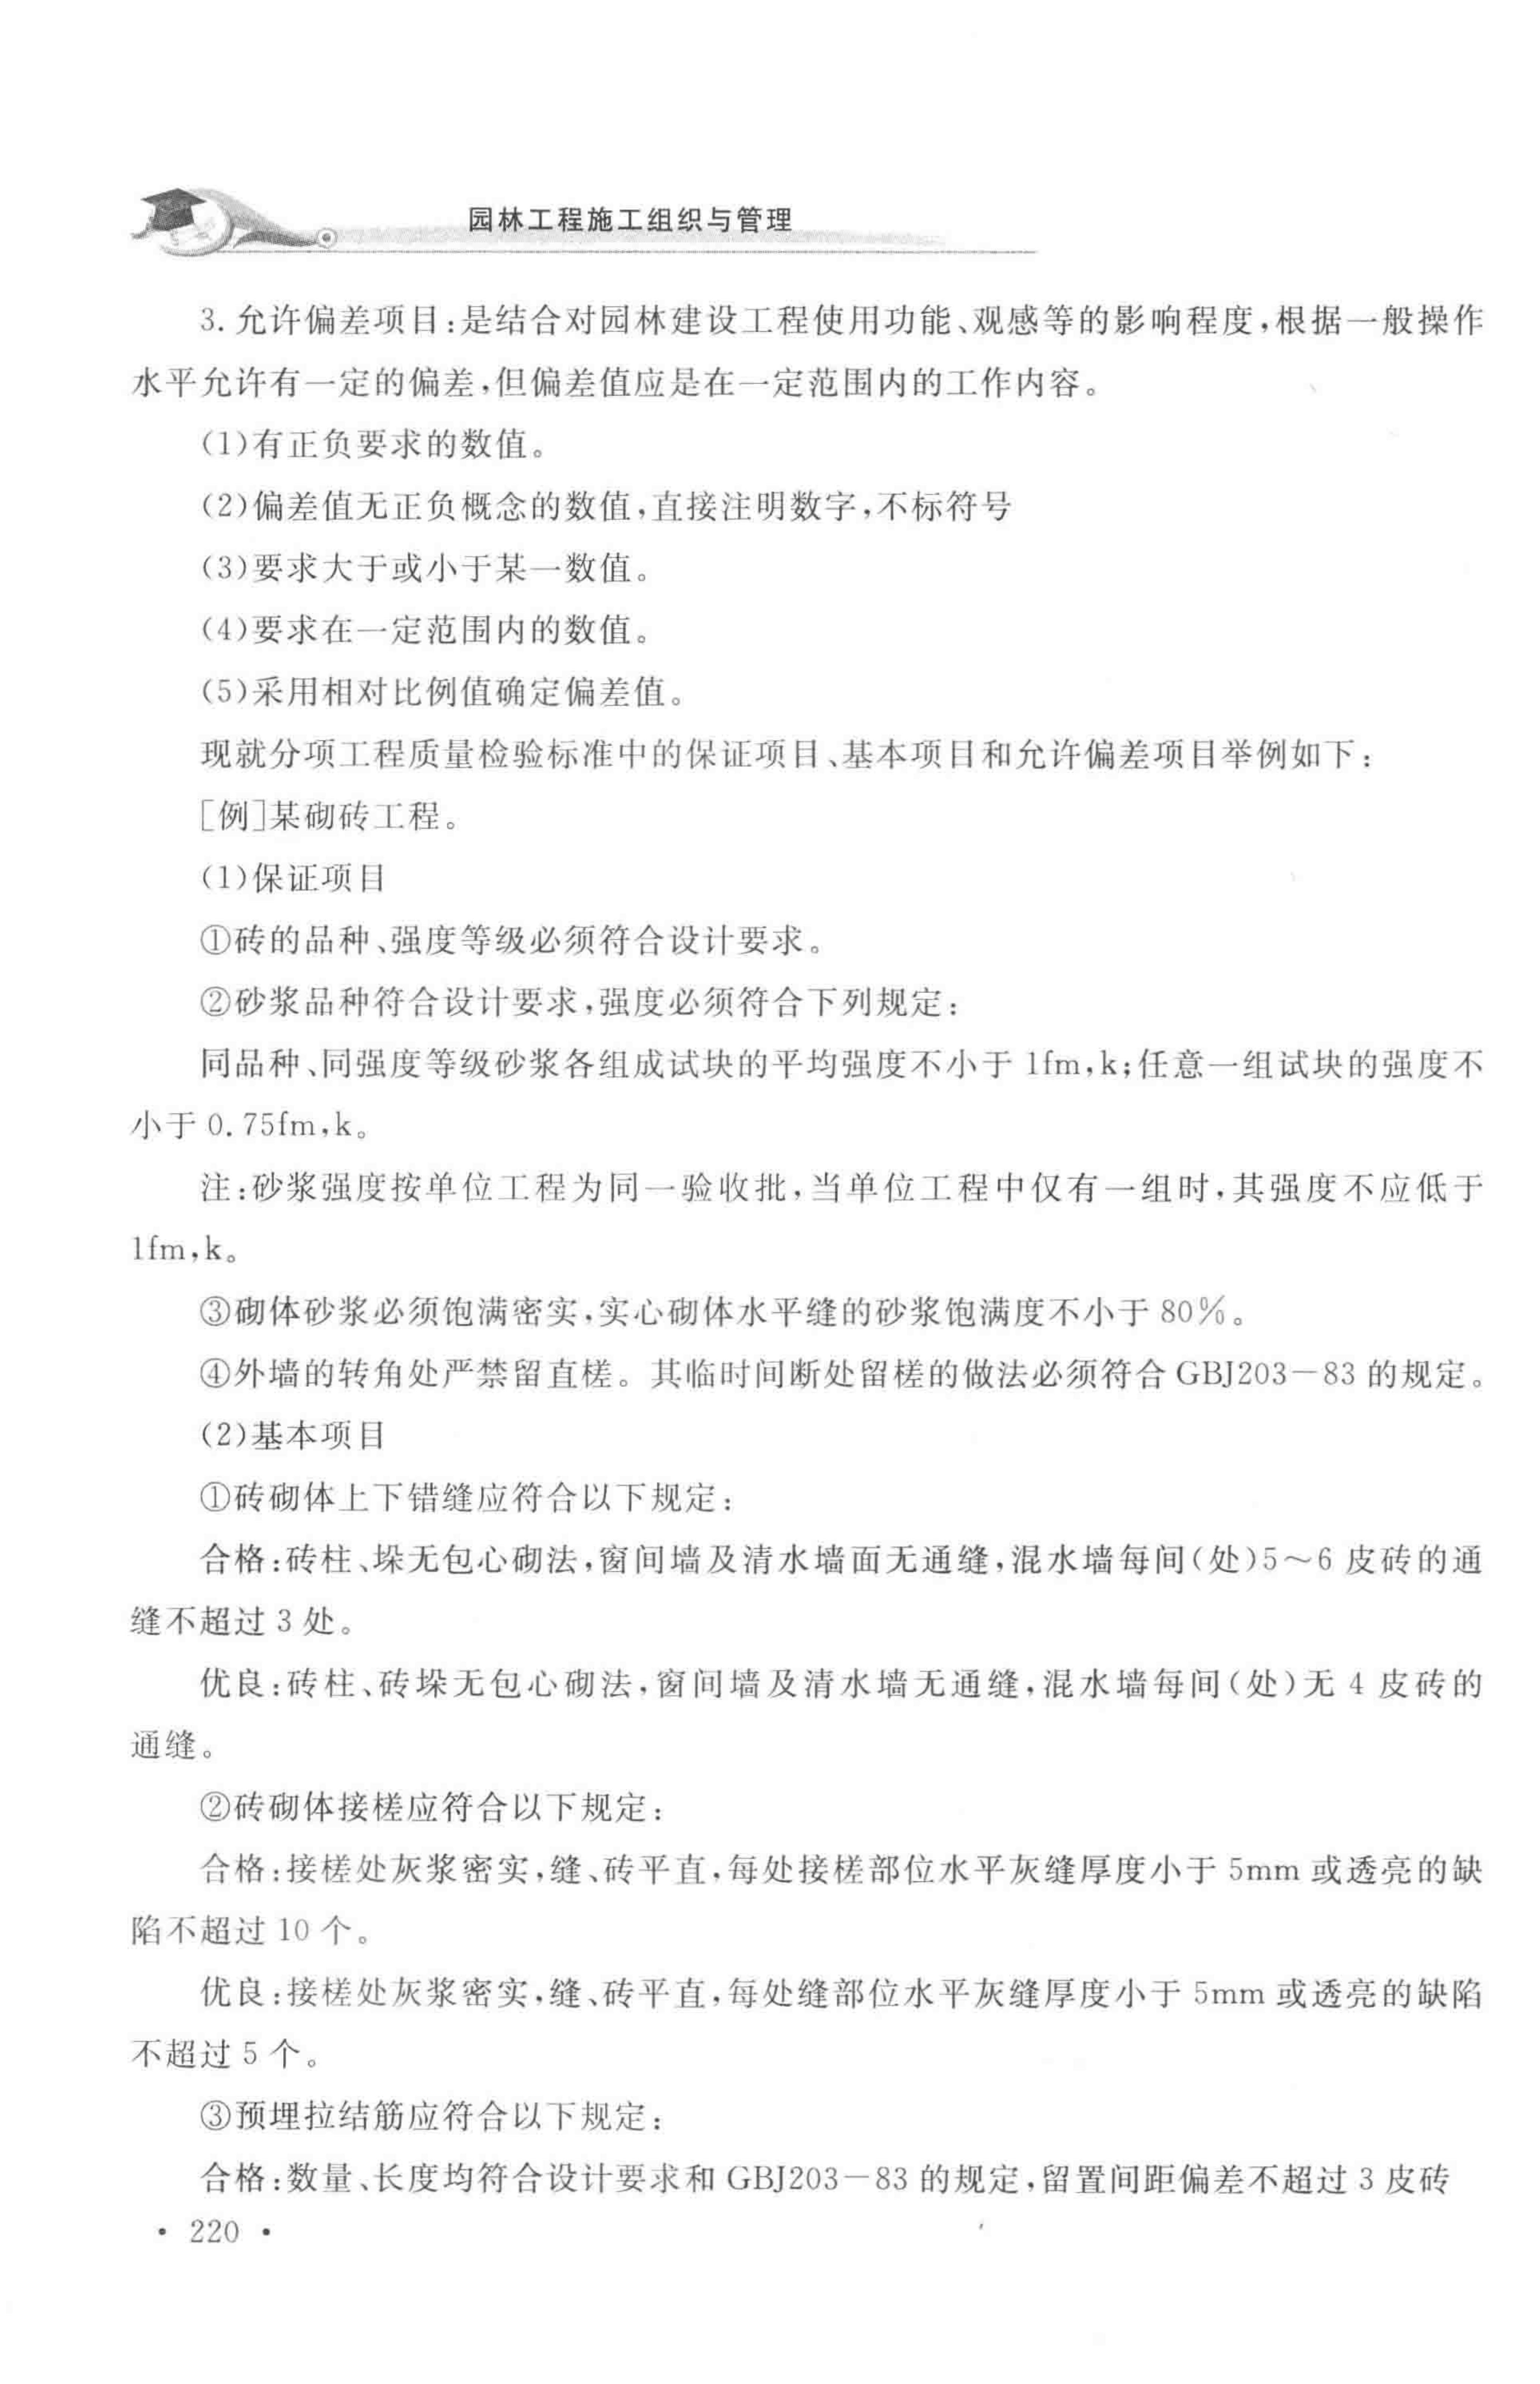 园林工程施工组织与管理
3. 允许偏差项目:是结合对园林建设工程使用功能、观感等的影响程度,根据一般操作
水平允许有一定的偏差,但偏差值应是在一定范围内的工作内容。
(1)有正负要求的数值。
(2)偏差值无正负概念的数值,直接注明数字,不标符号
(3)要求大于或小于某一数值。
(4)要求在一定范围内的数值。
(5)采用相对比例值确定偏差值。
现就分项工程质量检验标准中的保证项目、基本项目和允许偏差项目举例如下:
[例]某砌砖工程。
(1)保证项目
①砖的品种、强度等级必须符合设计要求。
②砂浆品种符合设计要求,强度必须符合下列规定:
同品种、同强度等级砂浆各组成试块的平均强度不小于 1fm,k;任意一组试块的强度不
小于 0.75fm,k。
注:砂浆强度按单位工程为同一验收批,当单位工程中仅有一组时,其强度不应低于
1fm,k。
③砌体砂浆必须饱满密实,实心砌体水平缝的砂浆饱满度不小于 80%。
④外墙的转角处严禁留直槎。其临时间断处留槎的做法必须符合 GBJ203—83 的规定。
(2)基本项目
①砖砌体上下错缝应符合以下规定:
合格:砖柱、垛无包心砌法,窗间墙及清水墙面无通缝,混水墙每间(处)5～6 皮砖的通
缝不超过 3 处。
优良:砖柱、砖垛无包心砌法,窗间墙及清水墙无通缝,混水墙每间(处)无 4 皮砖的
通缝。
②砖砌体接槎应符合以下规定:
合格:接槎处灰浆密实,缝、砖平直,每处接槎部位水平灰缝厚度小于 5mm 或透亮的缺
陷不超过 10 个。
优良:接槎处灰浆密实,缝、砖平直,每处缝部位水平灰缝厚度小于 5mm 或透亮的缺陷
不超过 5 个。
③预埋拉结筋应符合以下规定:
合格:数量、长度均符合设计要求和 GBJ203—83 的规定,留置间距偏差不超过 3 皮砖
• 220 •